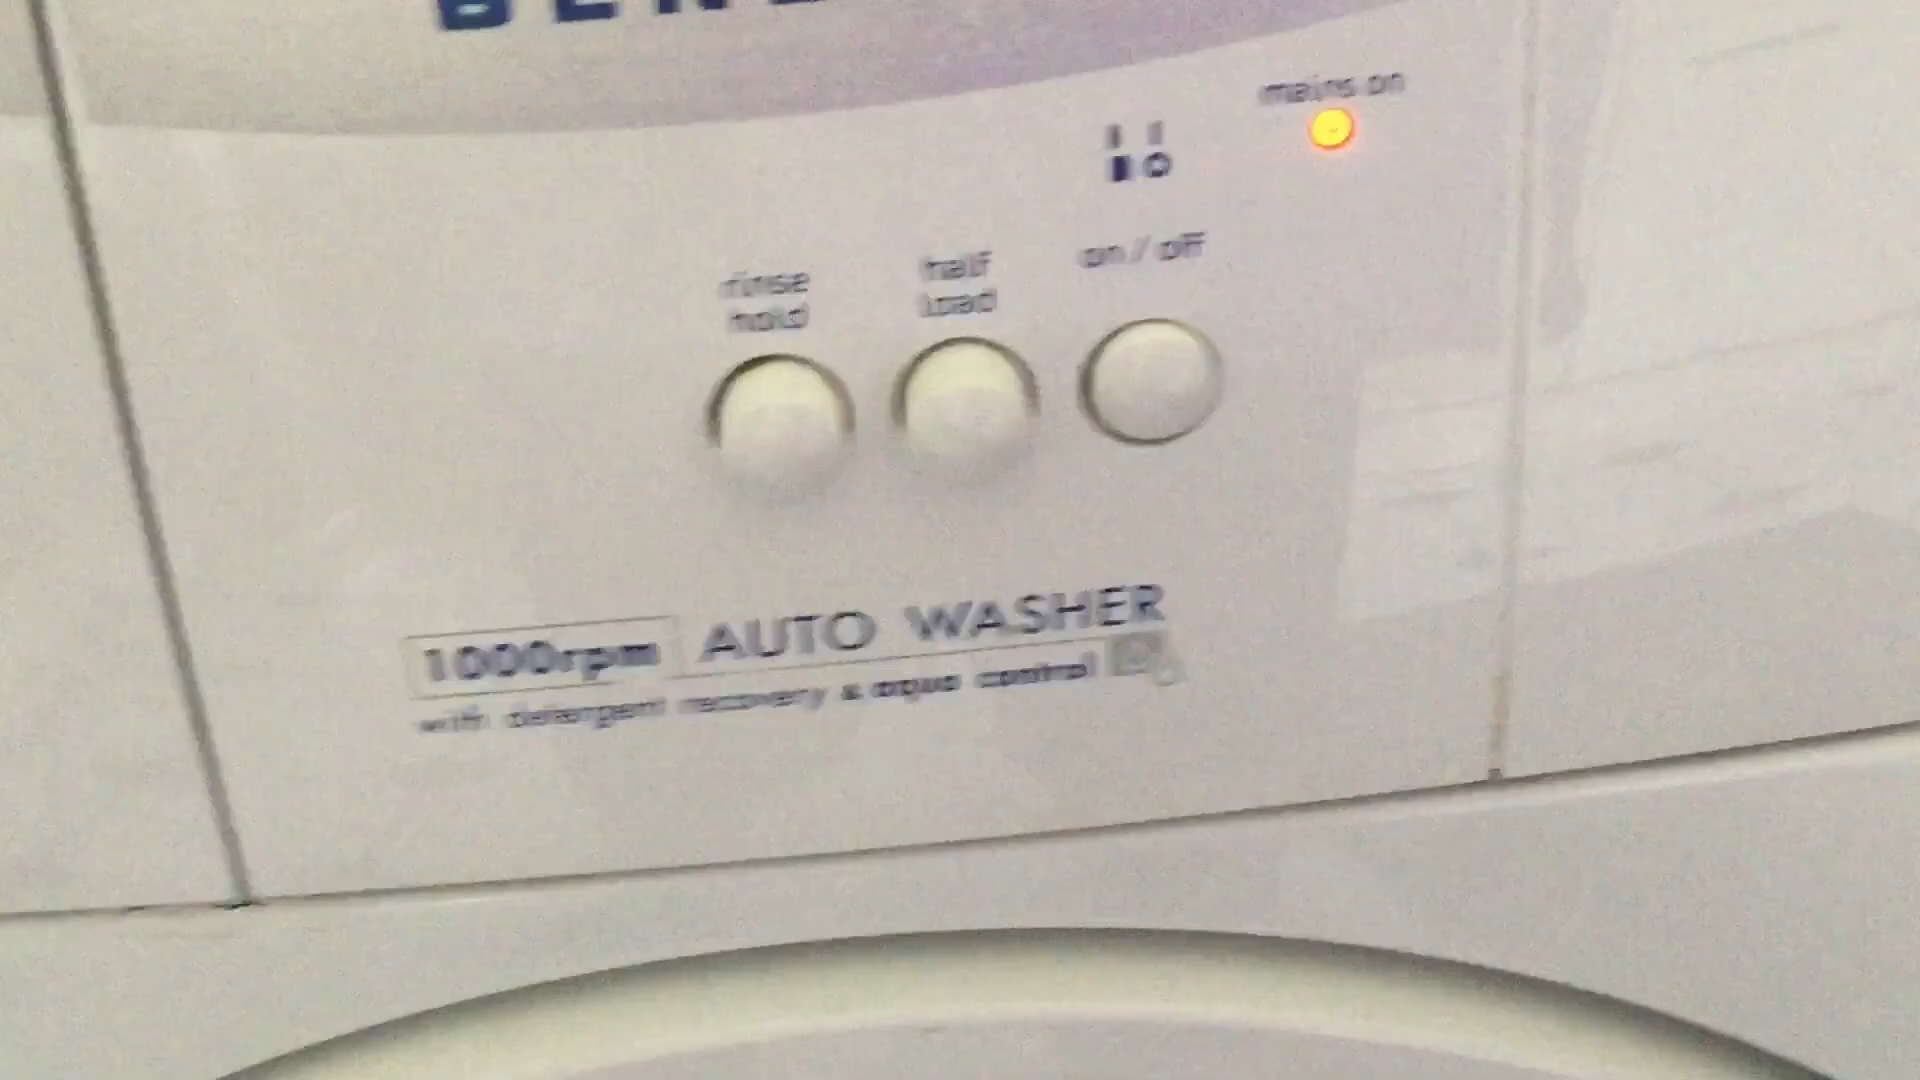 mains on
on / off
half
load
rinse
hold
1000rpm AUTO WASHER
with detergent recovery & aqua control